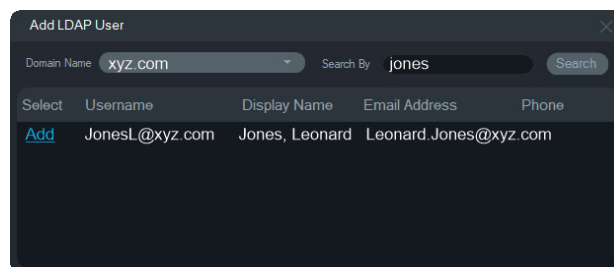 Add LDAP User
Domain Name xyz.com Search By jones Search
Select Username Display Name Email Address Phone
Add JonesL@xyz.com Jones, Leonard Leonard.Jones@xyz.com